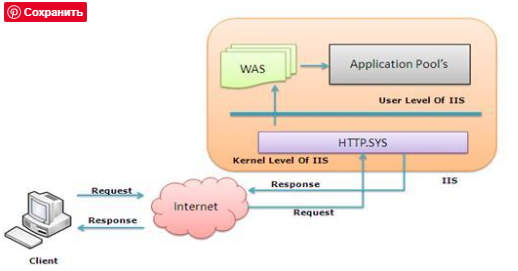 Сохранить
WAS
Application Pool's
User Level Of IIS
HTTP.SYS
Kernel Level Of IIS
IIS
Request
Response
Internet
Response
Request
Client